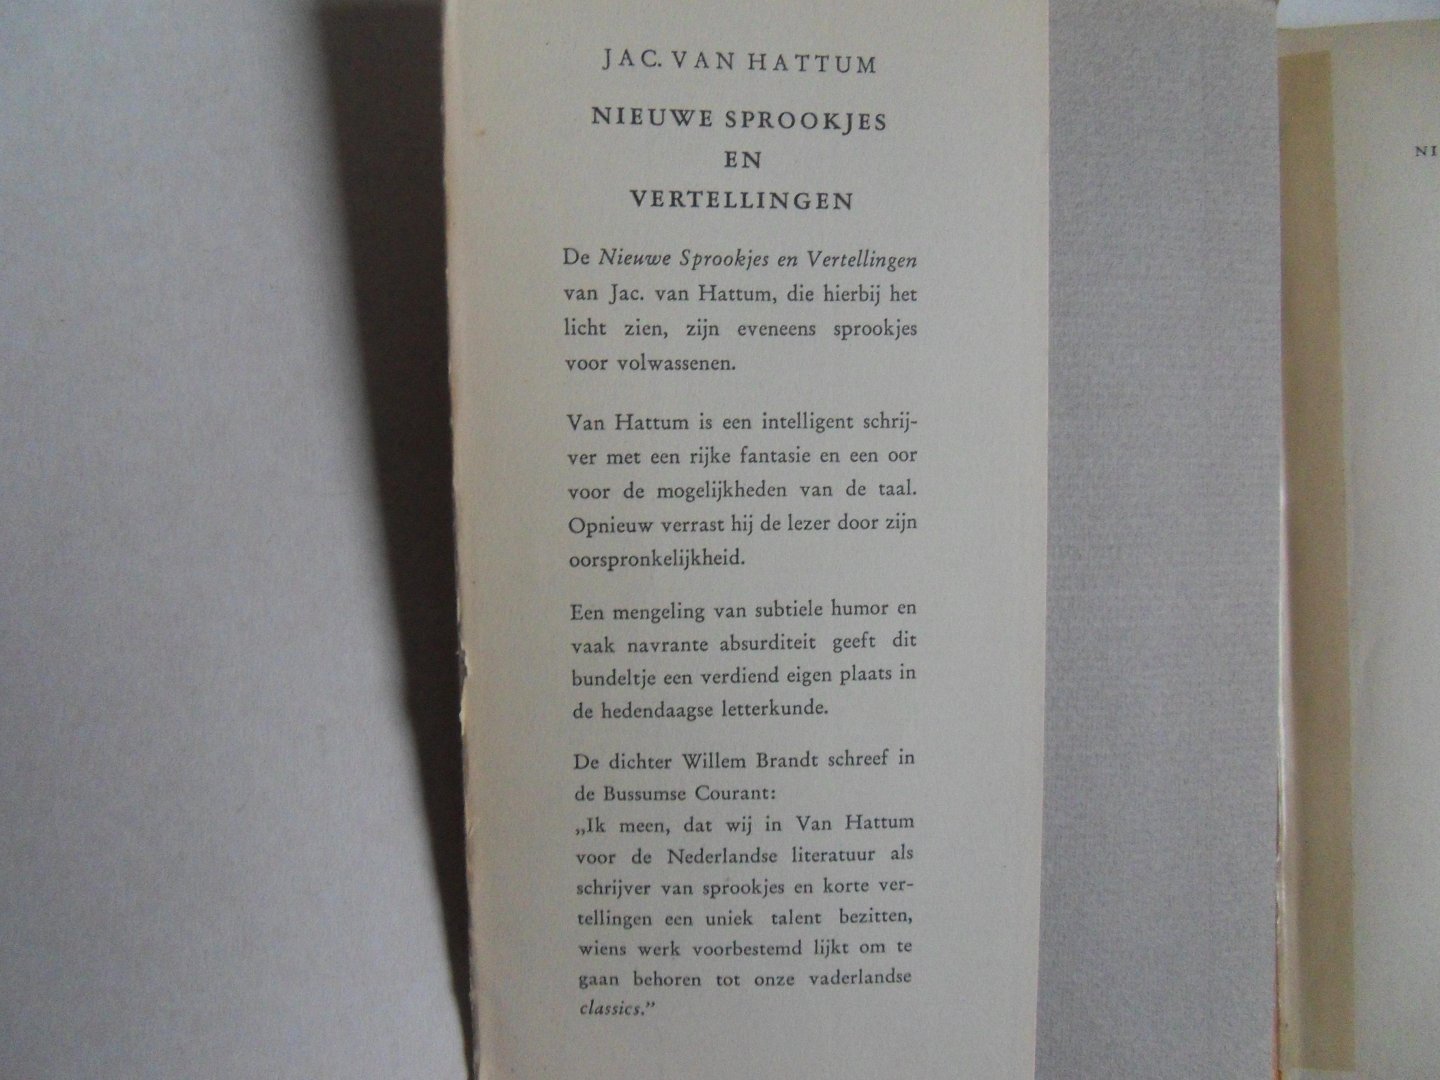 JAC. VAN HATTUM
NIEUWE SPROOKJES
EN
VERTELLINGEN
De Nieuwe Sprookjes en Vertellingen
van Jac. van Hattum, die hierbij het
licht zien, zijn eveneens sprookjes
voor volwassenen.
Van Hattum is een intelligent schrij-
ver met een rijke fantasie en een oor
voor de mogelijkheden van de taal.
Opnieuw verrast hij de lezer door zijn
oorspronkelijkheid.
Een mengeling van subtiele humor en
vaak navrante absurditeit geeft dit
bundeltje een verdiend eigen plaats in
de hedendaagse letterkunde.
De dichter Willem Brandt schreef in
de Bussumse Courant:
„Ik meen, dat wij in Van Hattum
voor de Nederlandse literatuur als
schrijver van sprookjes en korte ver-
tellingen een uniek talent bezitten,
wiens werk voorbestemd lijkt om te
gaan behoren tot onze vaderlandse
classics.”
NI